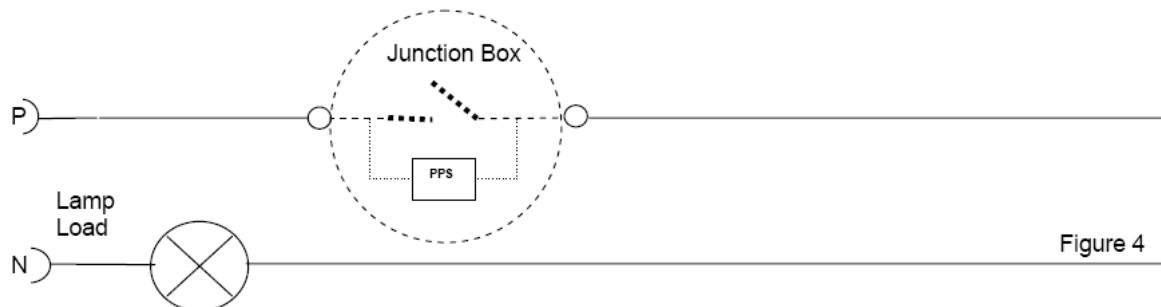 Junction Box
P
PPS
Lamp
Load
Figure 4
N